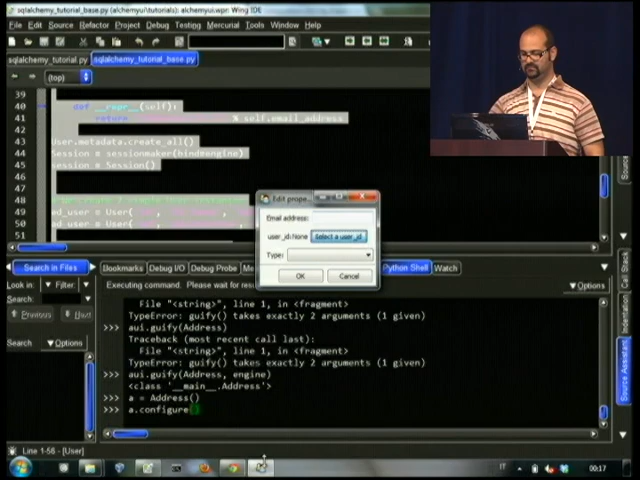 sqlalchemy_tutorial_base.py (alchemyui\tutorials): alchemyui.wpr: Wing IDE
File Edit Source Refactor Project Debug Testing Mercurial Tools Window Help
sqlalchemy_tutorial.py sqlalchemy_tutorial_base.py
(top)
39
40 def __repr__(self):
41 return % self.email_address
42
43 User.metadata.create_all()
44 Session = sessionmaker(bind=engine)
45 session = Session()
46
47
48
49 ed_user = User(
50 ed_user = User(
51
Edit prope...
Email address:
user_id:None Select a user_id
Type:
OK Cancel
Search in Files Bookmarks Debug I/O Debug Probe Me Python Shell Watch
Look in: Filter Executing command. Please wait for res Options
Search:
Previous
Search Options
File "<string>", line 1, in <fragment>
TypeError: guify() takes exactly 2 arguments (1 given)
>>> aui.guify(Address)
Traceback (most recent call last):
File "<string>", line 1, in <fragment>
TypeError: guify() takes exactly 2 arguments (1 given)
>>> aui.guify(Address, engine)
<class '__main__.Address'>
>>> a = Address()
>>> a.configure()
Call Stack
Indentation
Source Assistant
Line 1-56 - [User]
IT 00:17